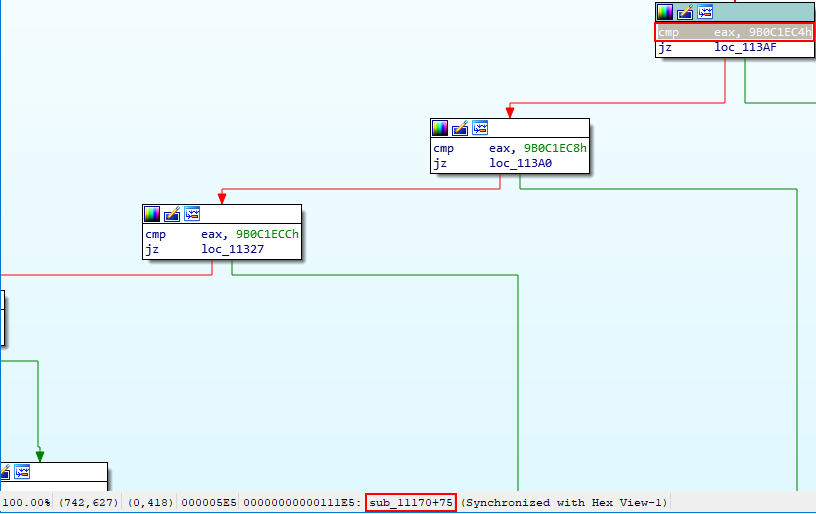 cmp eax, 9B0C1EC4h
jz loc_113AF
cmp eax, 9B0C1EC8h
jz loc_113A0
cmp eax, 9B0C1ECCh
jz loc_11327
100.00% (742,627) (0,418) 000005E5 00000000000111E5: sub_11170+75 (Synchronized with Hex View-1)